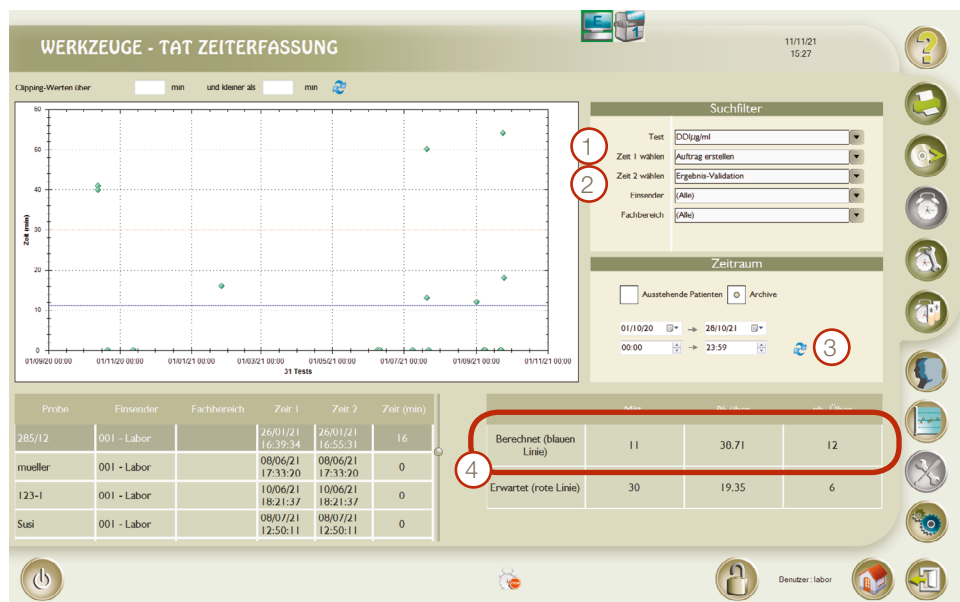 WERKZEUGE - TAT ZEITERFASSUNG
E
1
11/11/21
15:27
?
Clipping-Werten über min und kleiner als min
Zeit (min)
60
50
40
30
20
10
0
01/09/20 00:00 01/11/20 00:00 01/01/21 00:00 01/03/21 00:00 01/05/21 00:00 01/07/21 00:00 01/09/21 00:00 01/11/21 00:00
31 Tests
Suchfilter
1
Test DDIµg/ml
Zeit 1 wählen Auftrag erstellen
2
Zeit 2 wählen Ergebnis-Validation
Einsender (Alle)
Fachbereich (Alle)
Zeitraum
Ausstehende Patienten Archive
01/10/20 28/10/21
00:00 23:59
3
Probe Einsender Fachbereich Zeit 1 Zeit 2 Zeit (min)
285/12 001 - Labor 26/01/21 16:39:34 26/01/21 16:55:31 16
mueller 001 - Labor 08/06/21 17:33:20 08/06/21 17:33:20 0
123-1 001 - Labor 10/06/21 18:21:37 10/06/21 18:21:37 0
Susi 001 - Labor 08/07/21 12:50:11 08/07/21 12:50:11 0
4
Berechnet (blauen Linie) 11 38.71 12
Erwartet (rote Linie) 30 19.35 6
Benutzer : labor